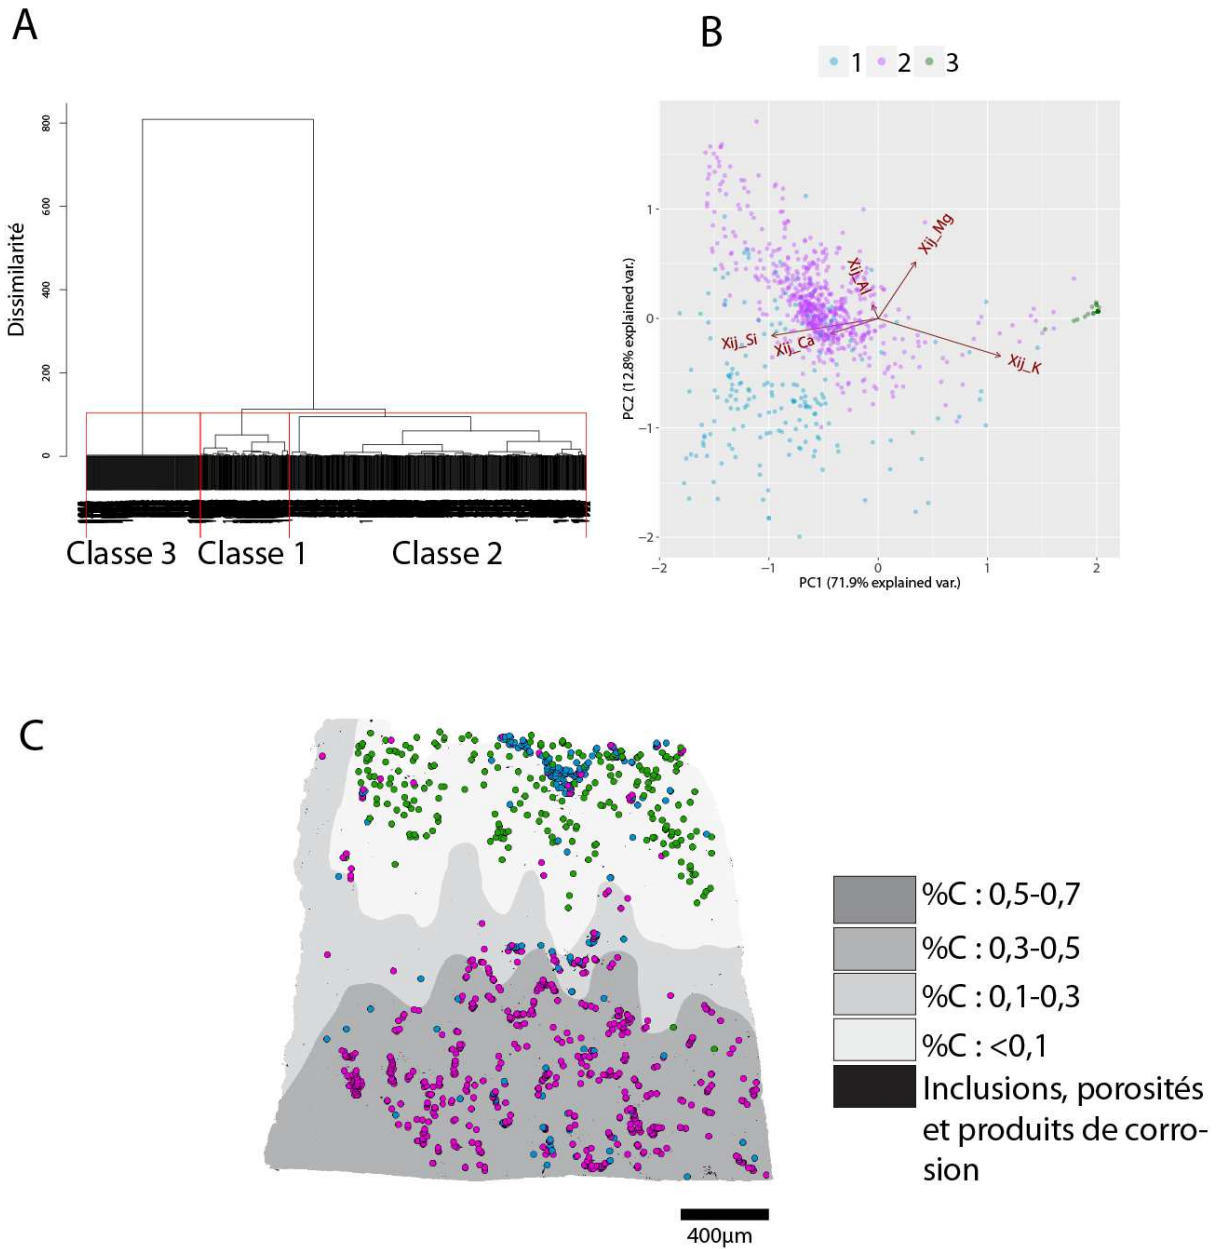 A
Dissimilarité
800
600
400
200
0
Classe 3
Classe 1
Classe 2
B
1
2
3
PC2 (12.8% explained var.)
1
0
−1
−2
Xij_Mg
Xij_Al
Xij_Si
Xij_Ca
Xij_K
−2
−1
0
1
2
PC1 (71.9% explained var.)
C
%C : 0,5-0,7
%C : 0,3-0,5
%C : 0,1-0,3
%C : <0,1
Inclusions, porosités
et produits de corro-
sion
400µm